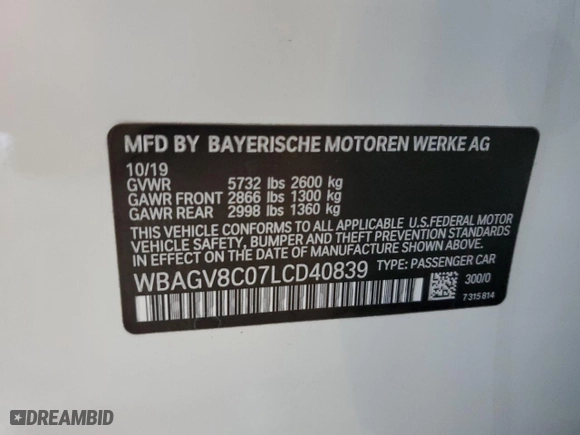 MFD BY BAYERISCHE MOTOREN WERKE AG
10/19
GVWR 5732 lbs 2600 kg
GAWR FRONT 2866 lbs 1300 kg
GAWR REAR 2998 lbs 1360 kg
THIS VEHICLE CONFORMS TO ALL APPLICABLE U.S.FEDERAL MOTOR
VEHICLE SAFETY, BUMPER, AND THEFT PREVENTION STANDARDS
IN EFFECT ON THE DATE OF MANUFACTURE SHOWN ABOVE.
WBAGV8C07LCD40839 TYPE: PASSENGER CAR
300/0
7315814
DREAMBID